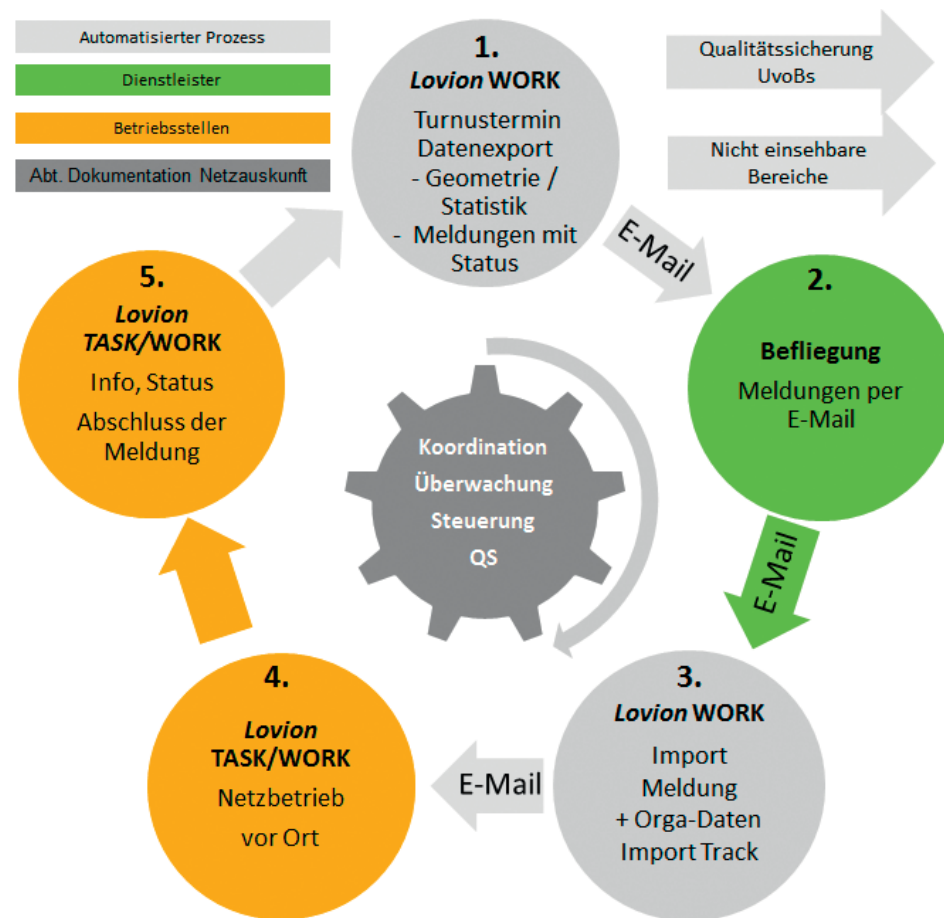 Automatisierter Prozess
Dienstleister
Betriebsstellen
Abt. Dokumentation Netzauskunft
1.
Lovion WORK
Turnustermin
Datenexport
- Geometrie /
Statistik
- Meldungen mit
Status
Qualitätssicherung
UvoBs
Nicht einsehbare
Bereiche
E-Mail
2.
Befliegung
Meldungen per
E-Mail
E-Mail
3.
Lovion WORK
Import
Meldung
+ Orga-Daten
Import Track
E-Mail
4.
Lovion
TASK/WORK
Netzbetrieb
vor Ort
5.
Lovion
TASK/WORK
Info, Status
Abschluss der
Meldung
Koordination
Überwachung
Steuerung
QS